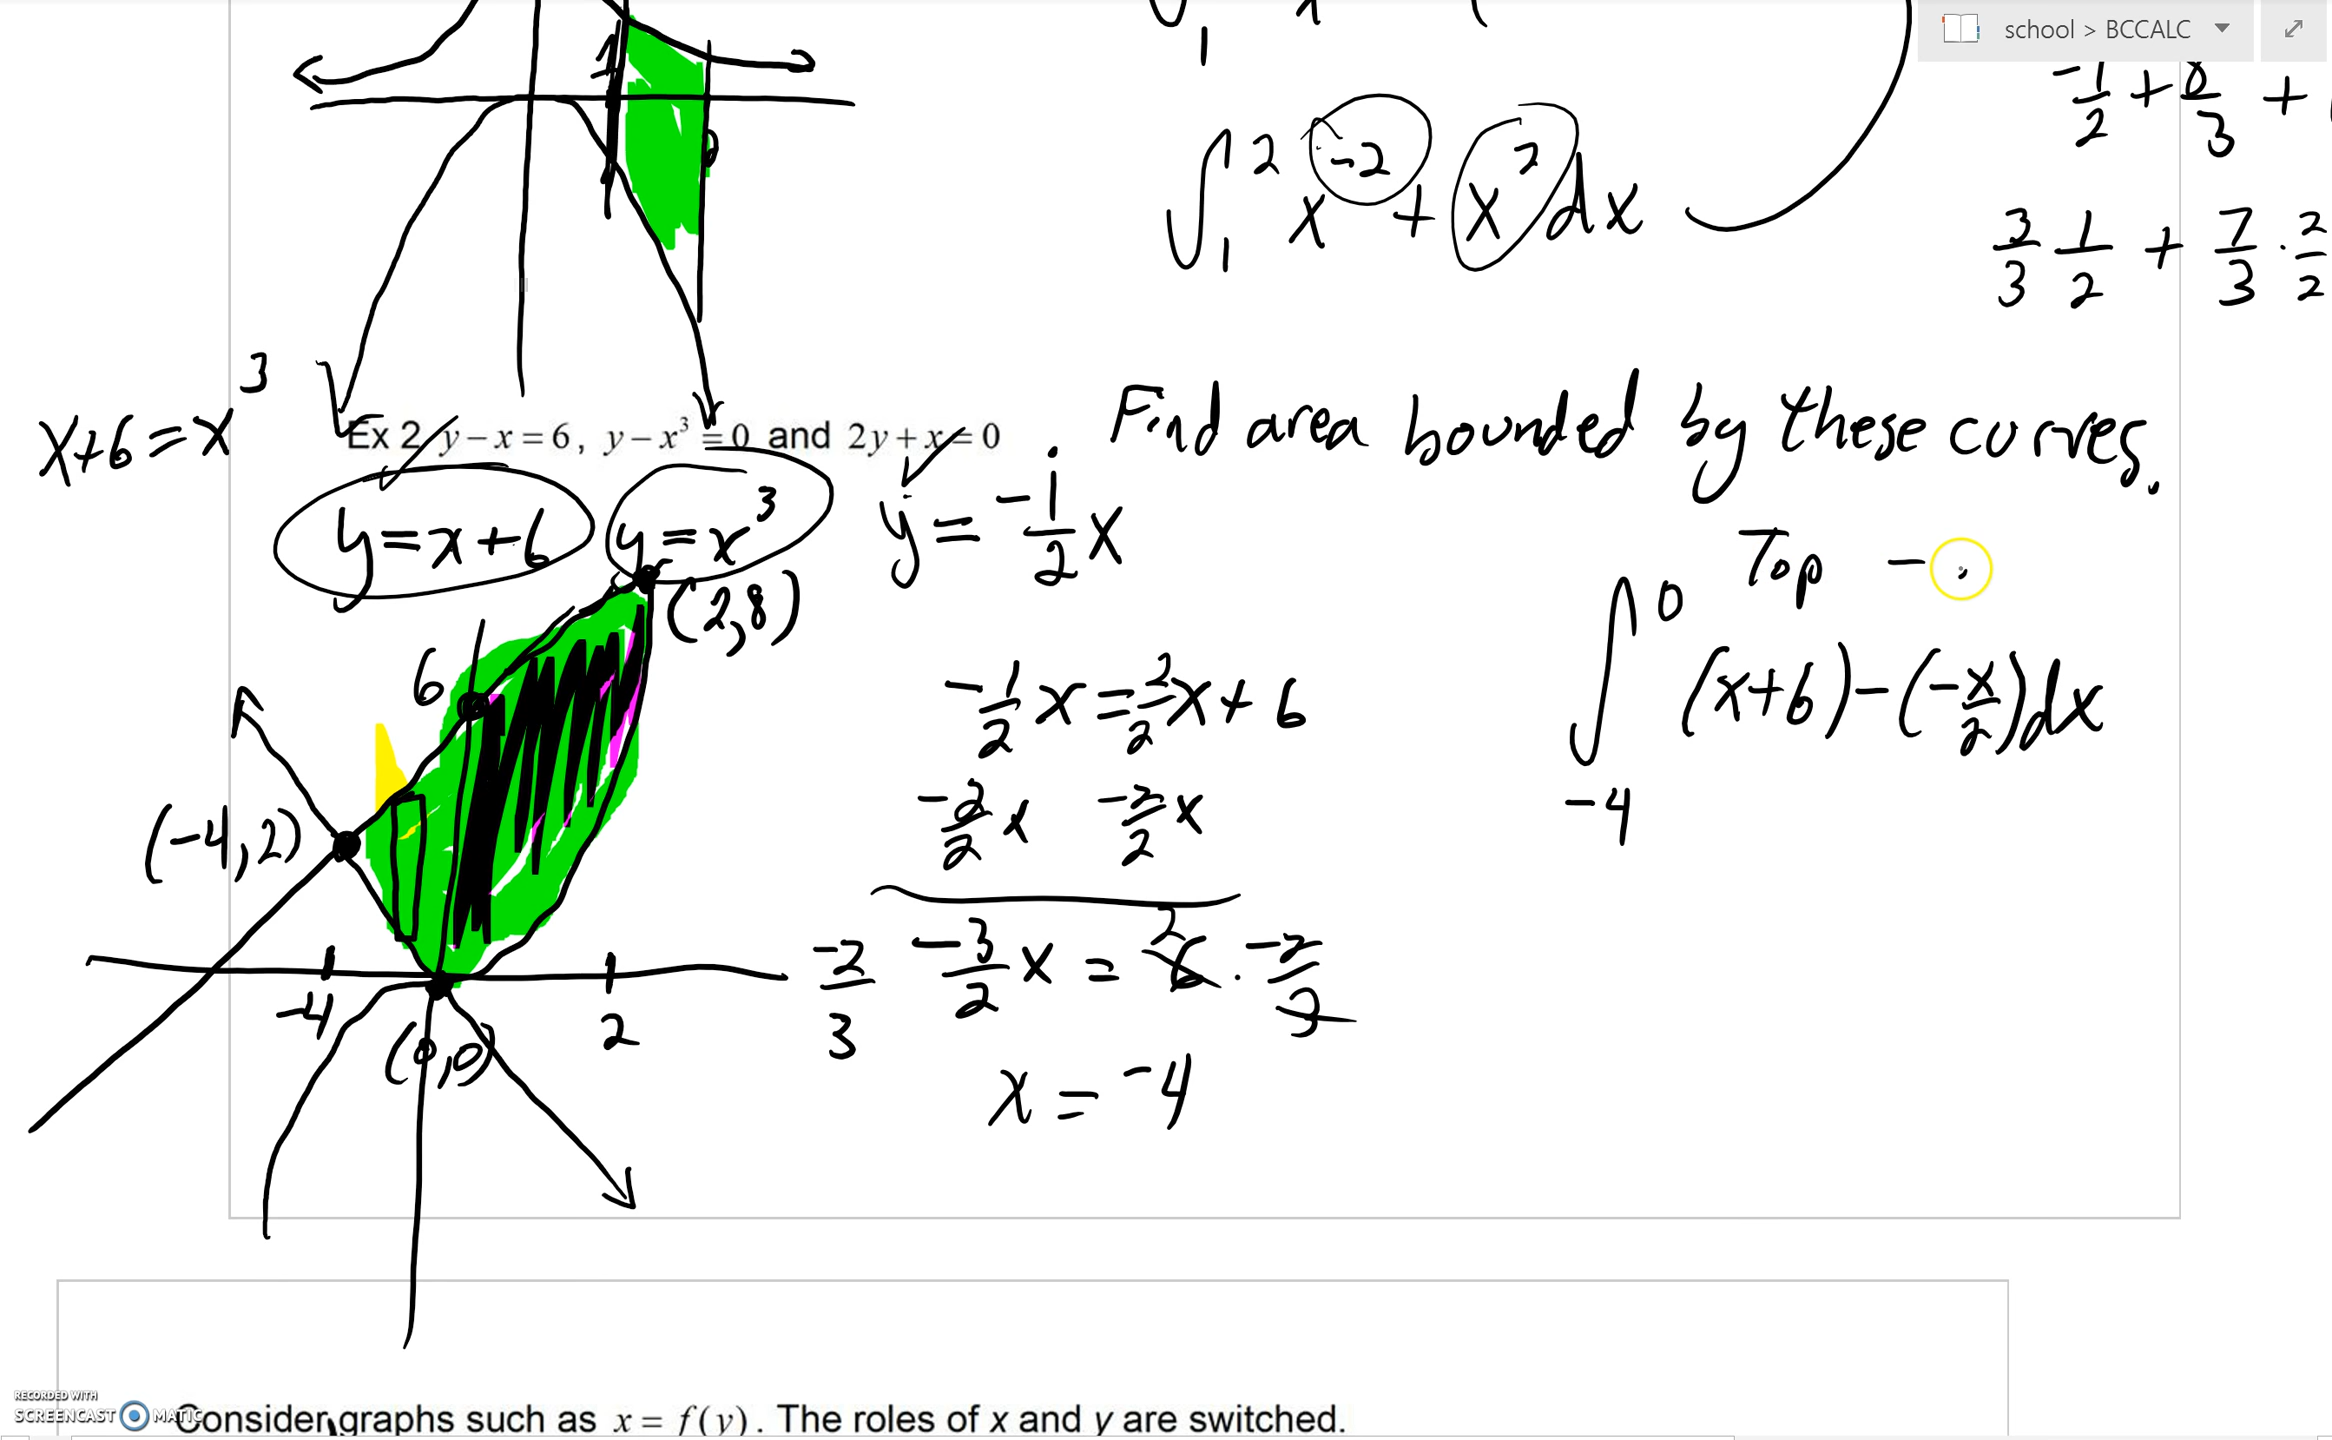 school > BCCALC
1
-1/2 + 8/3 +
∫₁² x⁻² + x² dx
3/3 1/2 + 7/3 · 2/2
x+6=x³
Ex 2 y − x = 6, y − x³ = 0 and 2y + x = 0
Find area bounded by these curves.
y=x+6
y=x³
y=-1/2 x
Top -
(2,8)
6
-1/2 x = 2/2 x + 6
∫₋₄⁰ (x+6)-(-x/2)dx
(-4,2)
-2/2 x -2/2 x
-2/3 -3/2 x = 6 2 · -2/3
-4
2
(0,0)
x = -4
RECORDED WITH
SCREENCAST MATIC
Consider graphs such as x = f(y). The roles of x and y are switched.